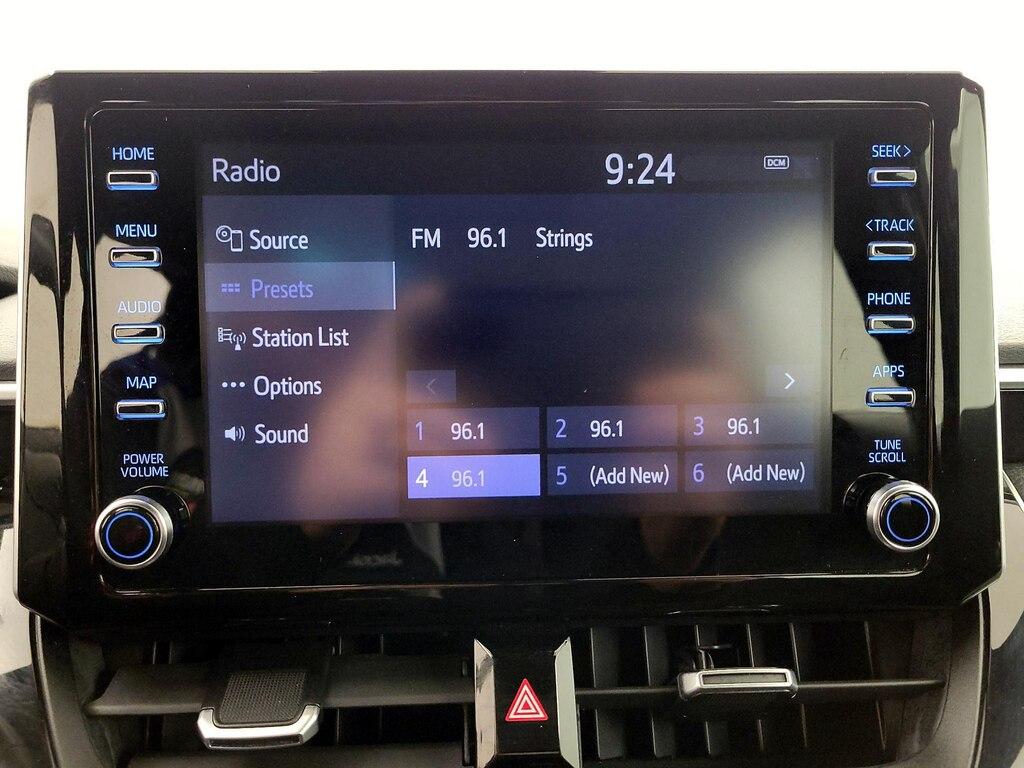 HOME
MENU
AUDIO
MAP
POWER
VOLUME
Radio
9:24
DCM
Source
Presets
Station List
Options
Sound
FM 96.1 Strings
< >
1 96.1 2 96.1 3 96.1
4 96.1 5 (Add New) 6 (Add New)
SEEK >
< TRACK
PHONE
APPS
TUNE
SCROLL